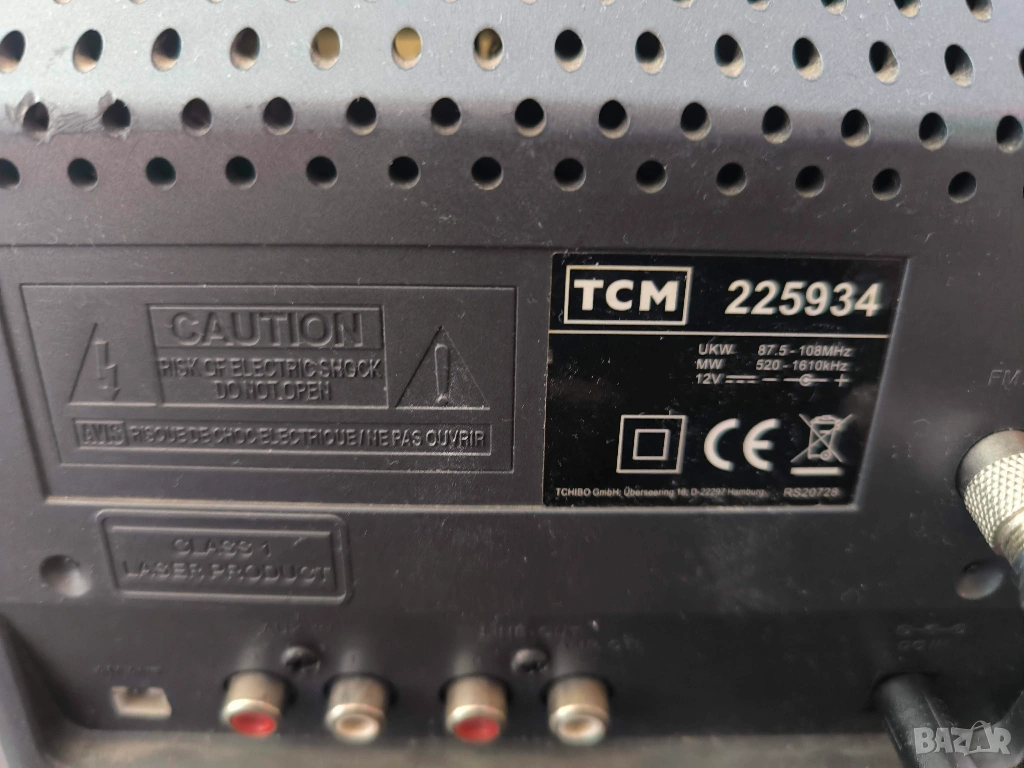 CAUTION
RISK OF ELECTRIC SHOCK
DO NOT OPEN
AVIS RISQUE DE CHOC ELECTRIQUE/NE PAS OUVRIR
TCM 225934
UKW 87.5 - 108MHz
MW 520 - 1610kHz
12V
CE
TCHIBO GmbH; Überseering 18; D-22297 Hamburg RS20728
FM
CLASS 1
LASER PRODUCT
BAZAR